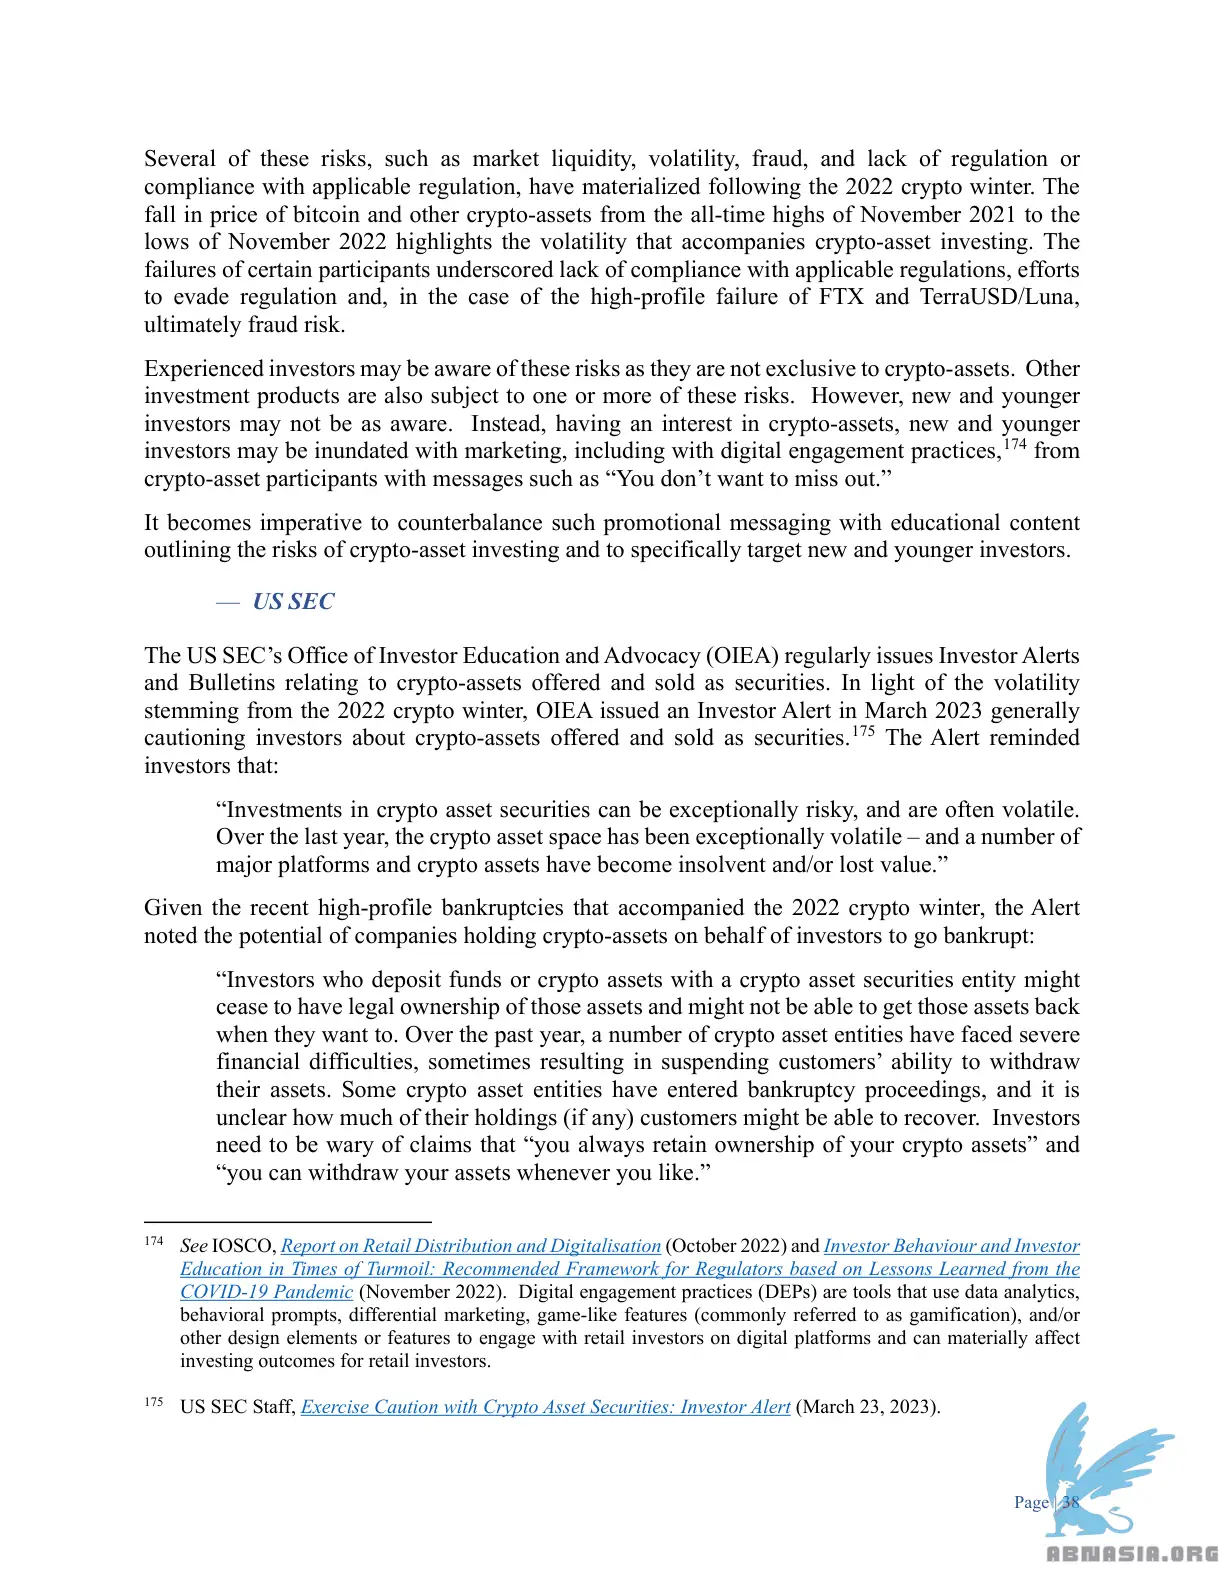 Several of these risks, such as market liquidity, volatility, fraud, and lack of regulation or
compliance with applicable regulation, have materialized following the 2022 crypto winter. The
fall in price of bitcoin and other crypto-assets from the all-time highs of November 2021 to the
lows of November 2022 highlights the volatility that accompanies crypto-asset investing. The
failures of certain participants underscored lack of compliance with applicable regulations, efforts
to evade regulation and, in the case of the high-profile failure of FTX and TerraUSD/Luna,
ultimately fraud risk.
Experienced investors may be aware of these risks as they are not exclusive to crypto-assets.  Other
investment products are also subject to one or more of these risks.  However, new and younger
investors may not be as aware.  Instead, having an interest in crypto-assets, new and younger
investors may be inundated with marketing, including with digital engagement practices,174 from
crypto-asset participants with messages such as “You don’t want to miss out.”
It becomes imperative to counterbalance such promotional messaging with educational content
outlining the risks of crypto-asset investing and to specifically target new and younger investors.
— US SEC
The US SEC’s Office of Investor Education and Advocacy (OIEA) regularly issues Investor Alerts
and Bulletins relating to crypto-assets offered and sold as securities. In light of the volatility
stemming from the 2022 crypto winter, OIEA issued an Investor Alert in March 2023 generally
cautioning investors about crypto-assets offered and sold as securities.175 The Alert reminded
investors that:
“Investments in crypto asset securities can be exceptionally risky, and are often volatile.
Over the last year, the crypto asset space has been exceptionally volatile – and a number of
major platforms and crypto assets have become insolvent and/or lost value.”
Given the recent high-profile bankruptcies that accompanied the 2022 crypto winter, the Alert
noted the potential of companies holding crypto-assets on behalf of investors to go bankrupt:
“Investors who deposit funds or crypto assets with a crypto asset securities entity might
cease to have legal ownership of those assets and might not be able to get those assets back
when they want to. Over the past year, a number of crypto asset entities have faced severe
financial difficulties, sometimes resulting in suspending customers’ ability to withdraw
their assets. Some crypto asset entities have entered bankruptcy proceedings, and it is
unclear how much of their holdings (if any) customers might be able to recover.  Investors
need to be wary of claims that “you always retain ownership of your crypto assets” and
“you can withdraw your assets whenever you like.”
174 See IOSCO, Report on Retail Distribution and Digitalisation (October 2022) and Investor Behaviour and Investor
Education in Times of Turmoil: Recommended Framework for Regulators based on Lessons Learned from the
COVID-19 Pandemic (November 2022).  Digital engagement practices (DEPs) are tools that use data analytics,
behavioral prompts, differential marketing, game-like features (commonly referred to as gamification), and/or
other design elements or features to engage with retail investors on digital platforms and can materially affect
investing outcomes for retail investors.
175 US SEC Staff, Exercise Caution with Crypto Asset Securities: Investor Alert (March 23, 2023).
Page | 38
ABNASIA.ORG